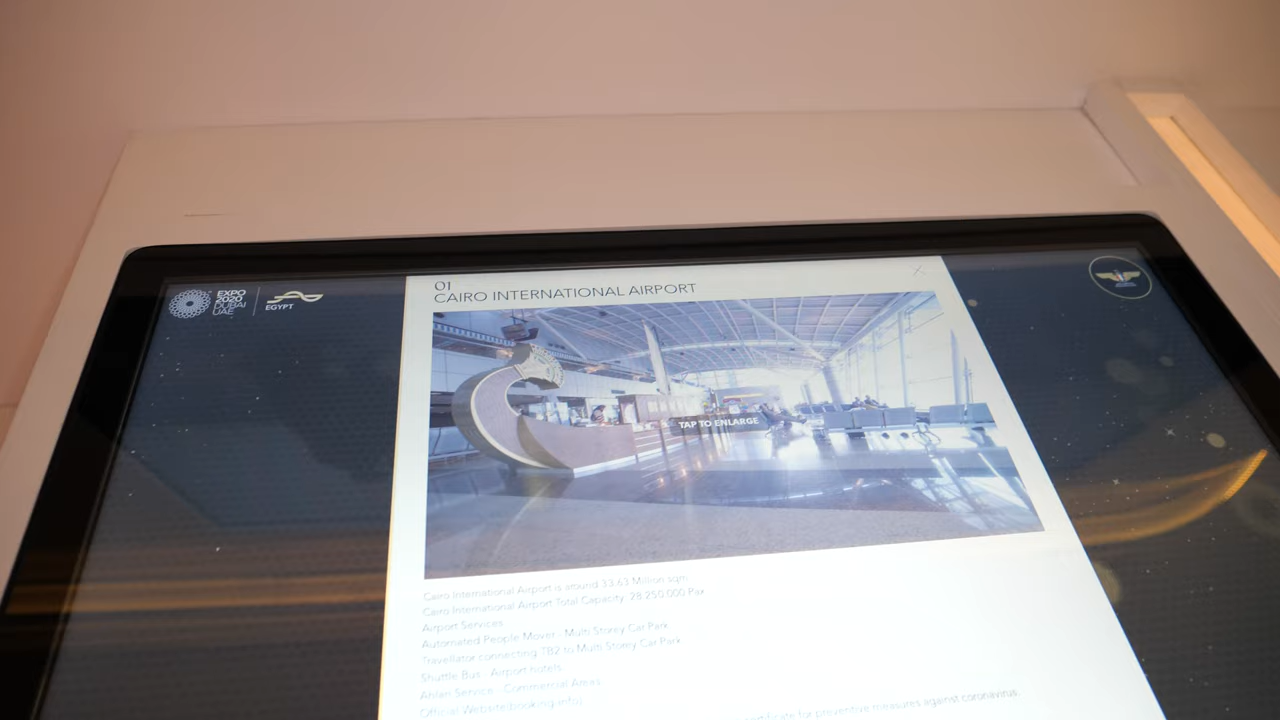 EXPO
2020
DUBAI
UAE
EGYPT
01
CAIRO INTERNATIONAL AIRPORT
TAP TO ENLARGE
Cairo International Airport is around 33.63 Million sqm.
Cairo International Airport Total Capacity: 28 250 000 Pax
Airport Services
Automated People Mover - Multi Storey Car Park
Travellator connecting TB2 to Multi Storey Car Park
Shuttle Bus - Airport hotels
Ahlan Service - Commercial Areas
Official Website(booking-info)
certificate for preventive measures against coronavirus.